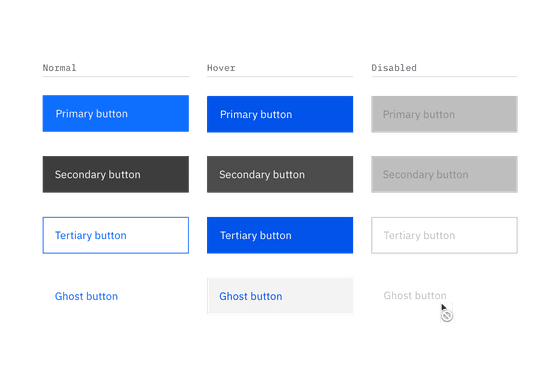 Normal Hover Disabled
Primary button Primary button Primary button
Secondary button Secondary button Secondary button
Tertiary button Tertiary button Tertiary button
Ghost button Ghost button Ghost button